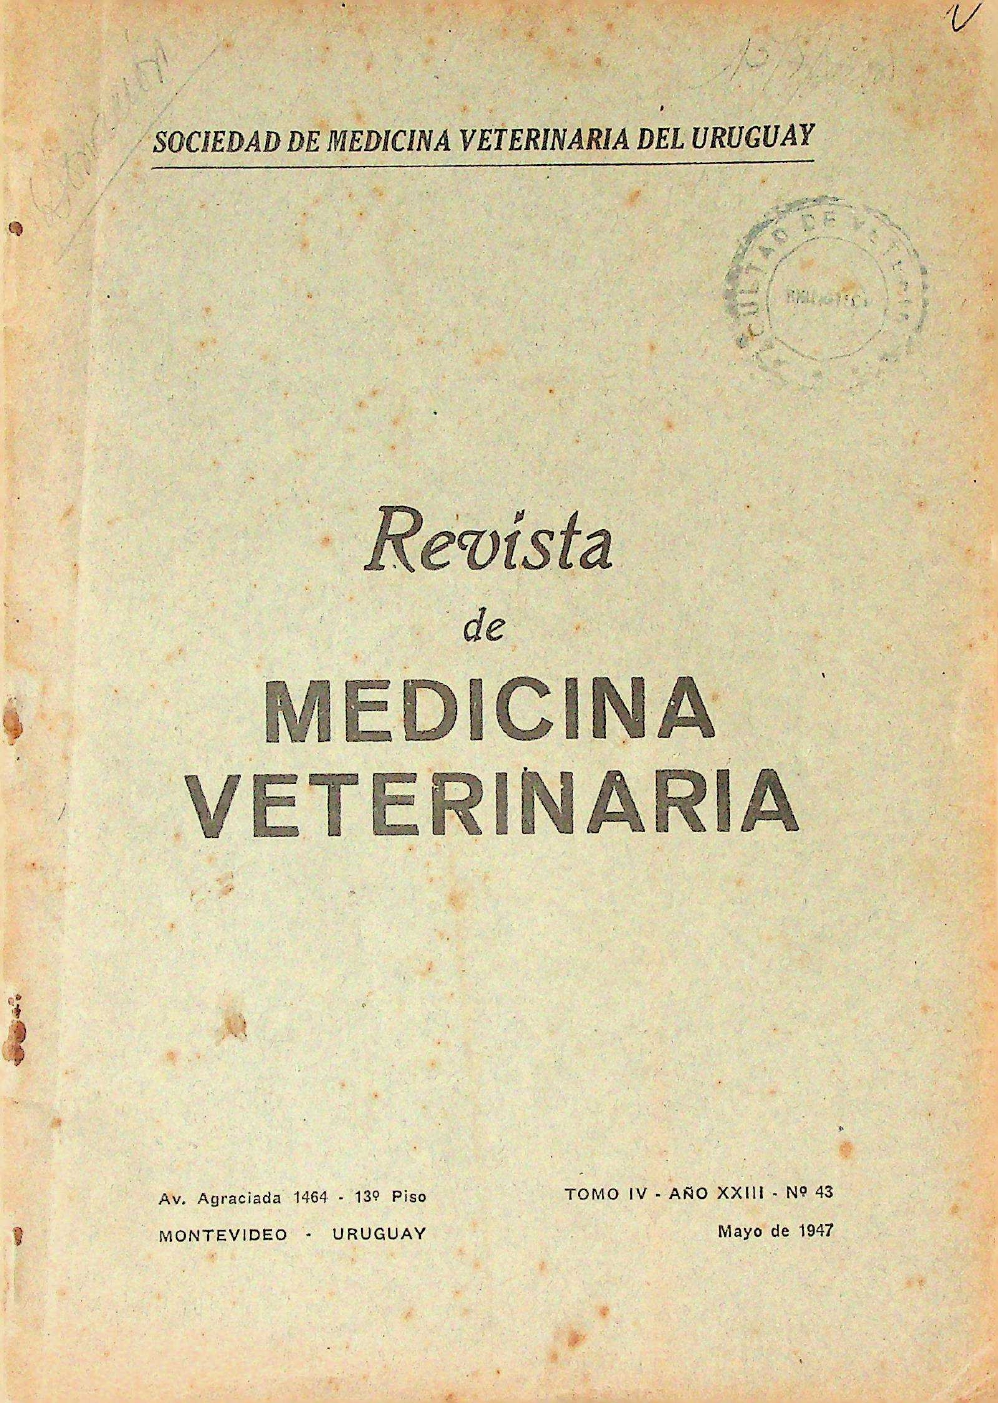 SOCIEDAD DE MEDICINA VETERINARIA DEL URUGUAY
Revista
de
MEDICINA
VETERINARIA
Av. Agraciada 1464 - 13º Piso
MONTEVIDEO - URUGUAY
TOMO IV - AÑO XXIII - Nº 43
Mayo de 1947